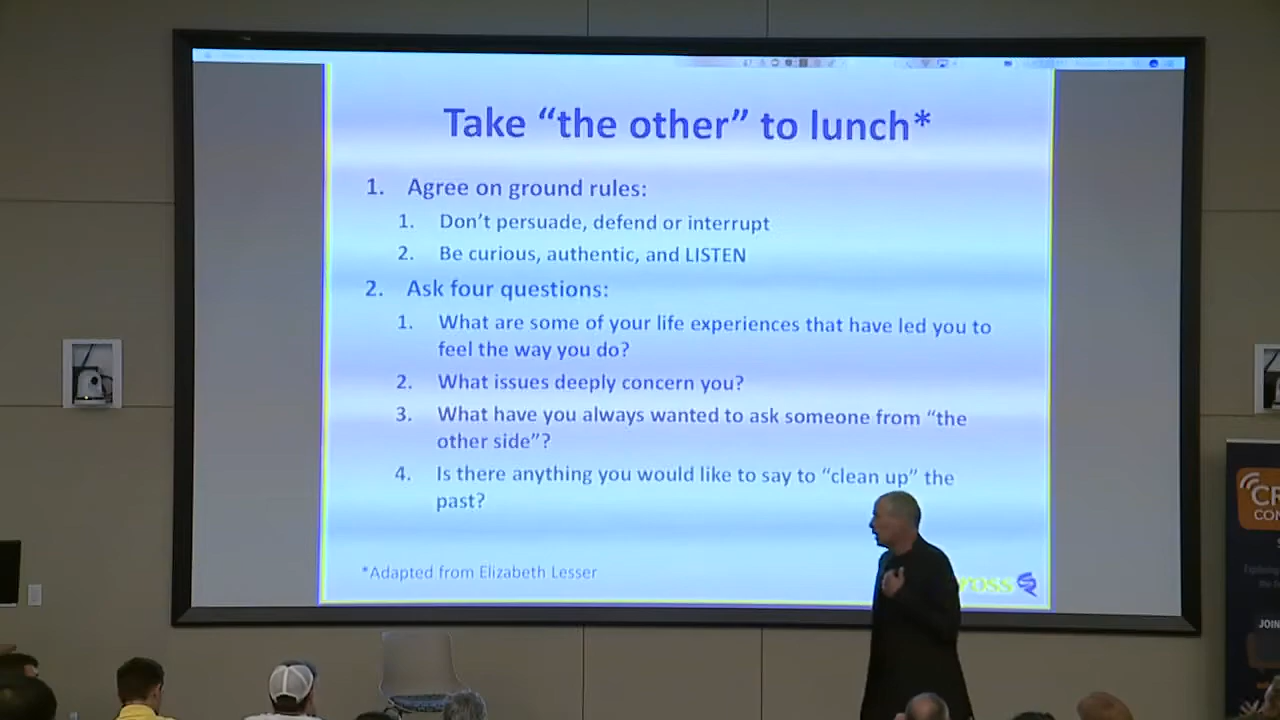 Take “the other” to lunch*
1. Agree on ground rules:
1. Don’t persuade, defend or interrupt
2. Be curious, authentic, and LISTEN
2. Ask four questions:
1. What are some of your life experiences that have led you to
feel the way you do?
2. What issues deeply concern you?
3. What have you always wanted to ask someone from “the
other side”?
4. Is there anything you would like to say to “clean up” the
past?
*Adapted from Elizabeth Lesser
ross
CR
CON
JOIN